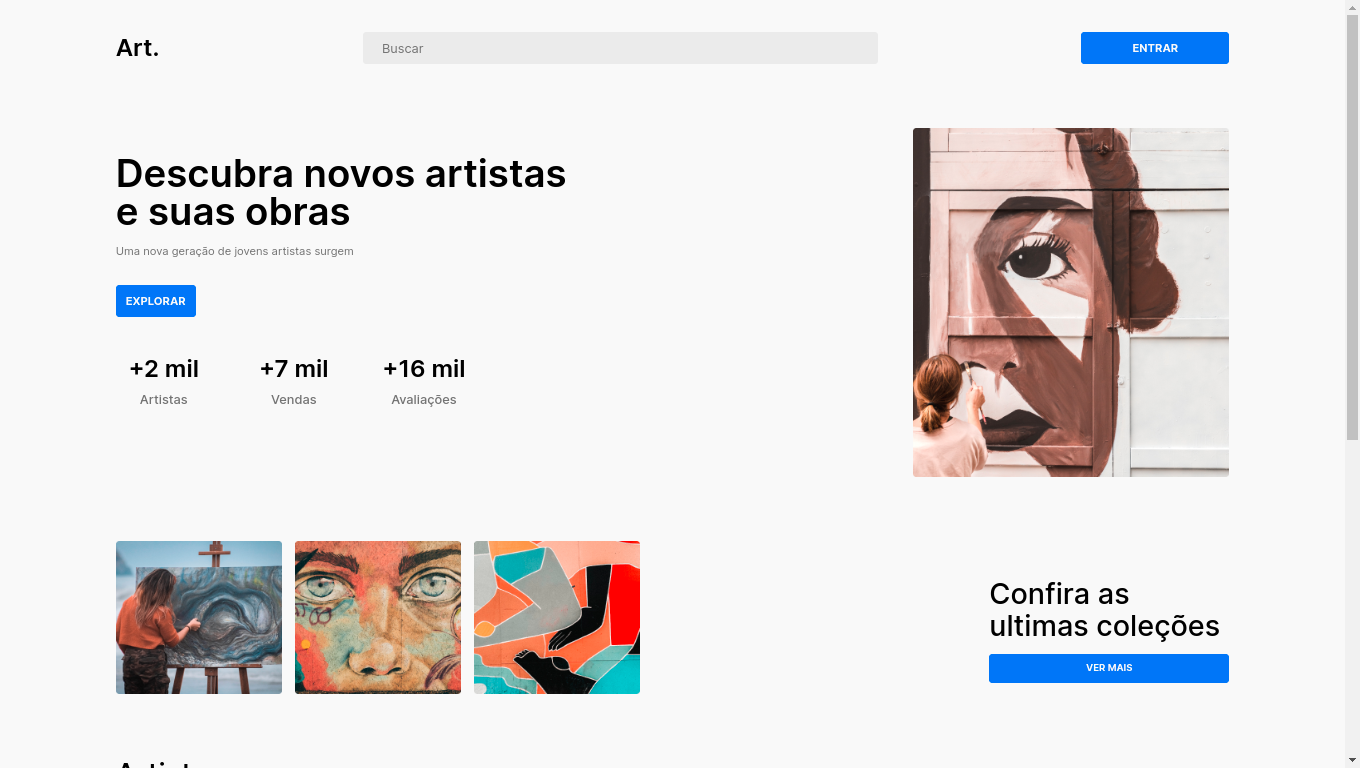 Art.
Buscar
ENTRAR
Descubra novos artistas
e suas obras
Uma nova geração de jovens artistas surgem
EXPLORAR
+2 mil
+7 mil
+16 mil
Artistas
Vendas
Avaliações
Confira as
ultimas coleções
VER MAIS